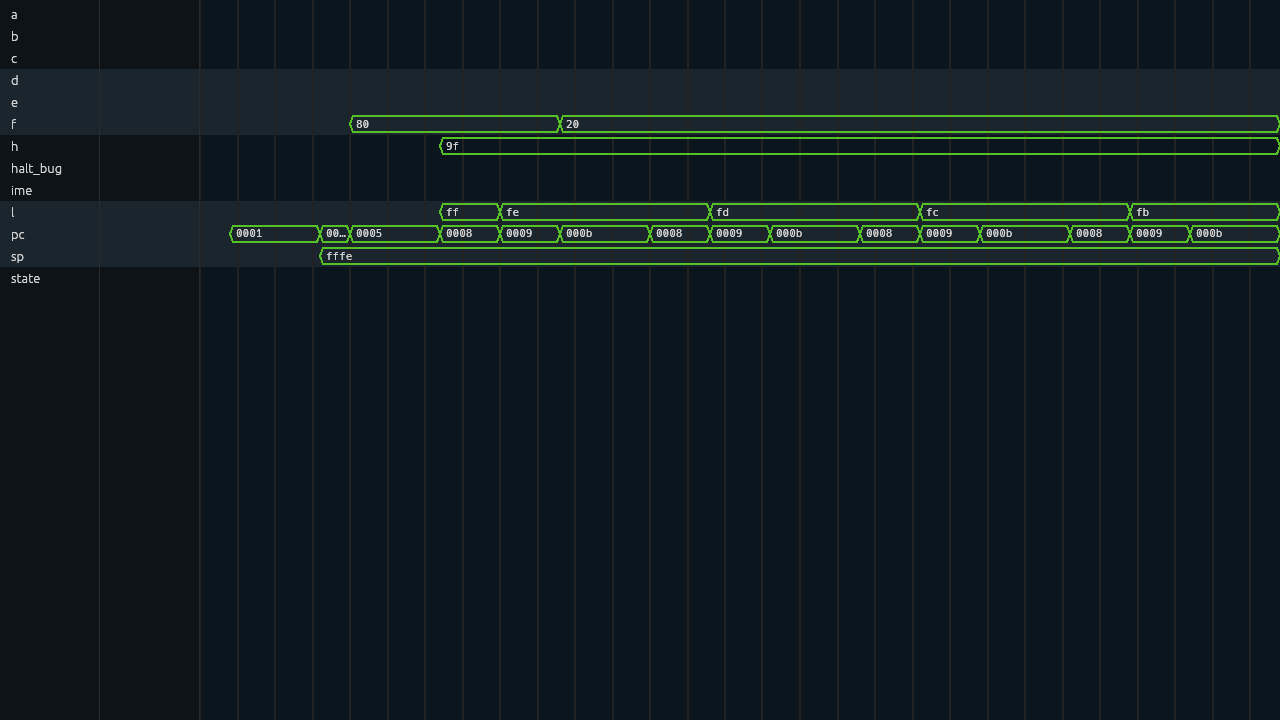 a
b
c
d
e
f 80 20
h 9f
halt_bug
ime
l ff fe fd fc fb
pc 0001 00… 0005 0008 0009 000b 0008 0009 000b 0008 0009 000b 0008 0009 000b
sp fffe
state